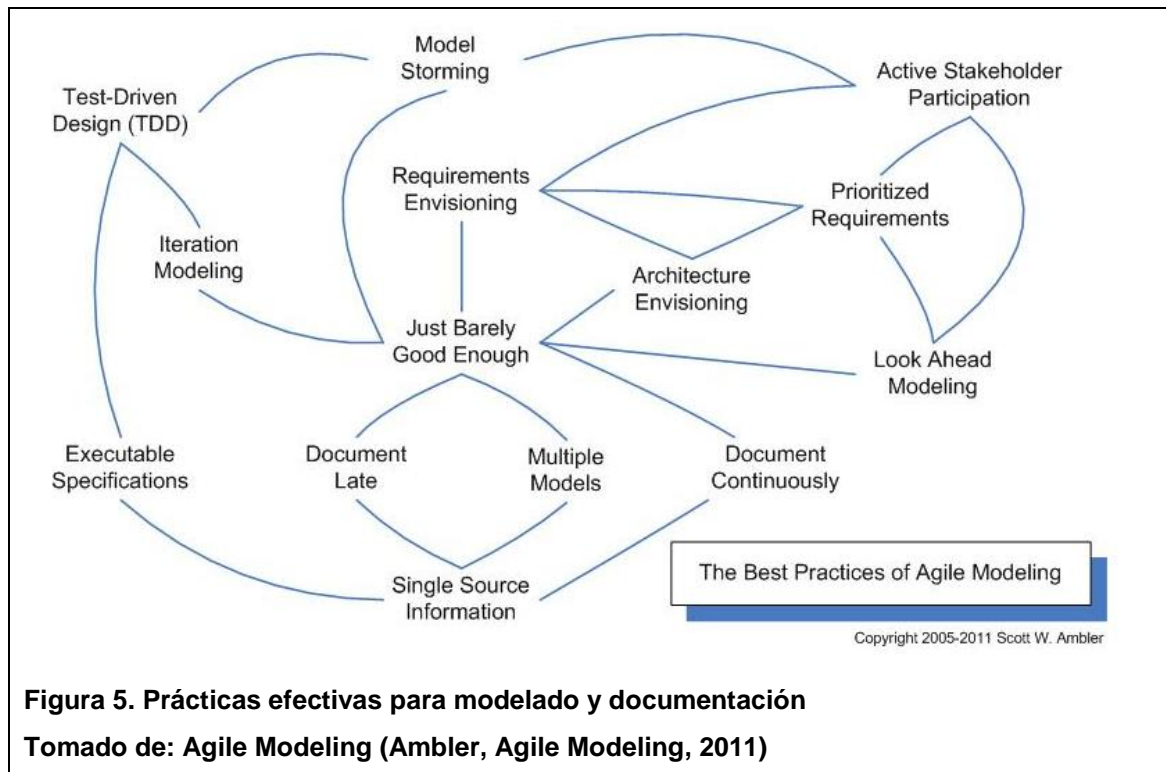 Model
Storming
Active Stakeholder
Participation
Test-Driven
Design (TDD)
Requirements
Envisioning
Prioritized
Requirements
Iteration
Modeling
Architecture
Envisioning
Just Barely
Good Enough
Look Ahead
Modeling
Executable
Specifications
Document
Late
Multiple
Models
Document
Continuously
Single Source
Information
The Best Practices of Agile Modeling
Copyright 2005-2011 Scott W. Ambler
Figura 5. Prácticas efectivas para modelado y documentación
Tomado de: Agile Modeling (Ambler, Agile Modeling, 2011)